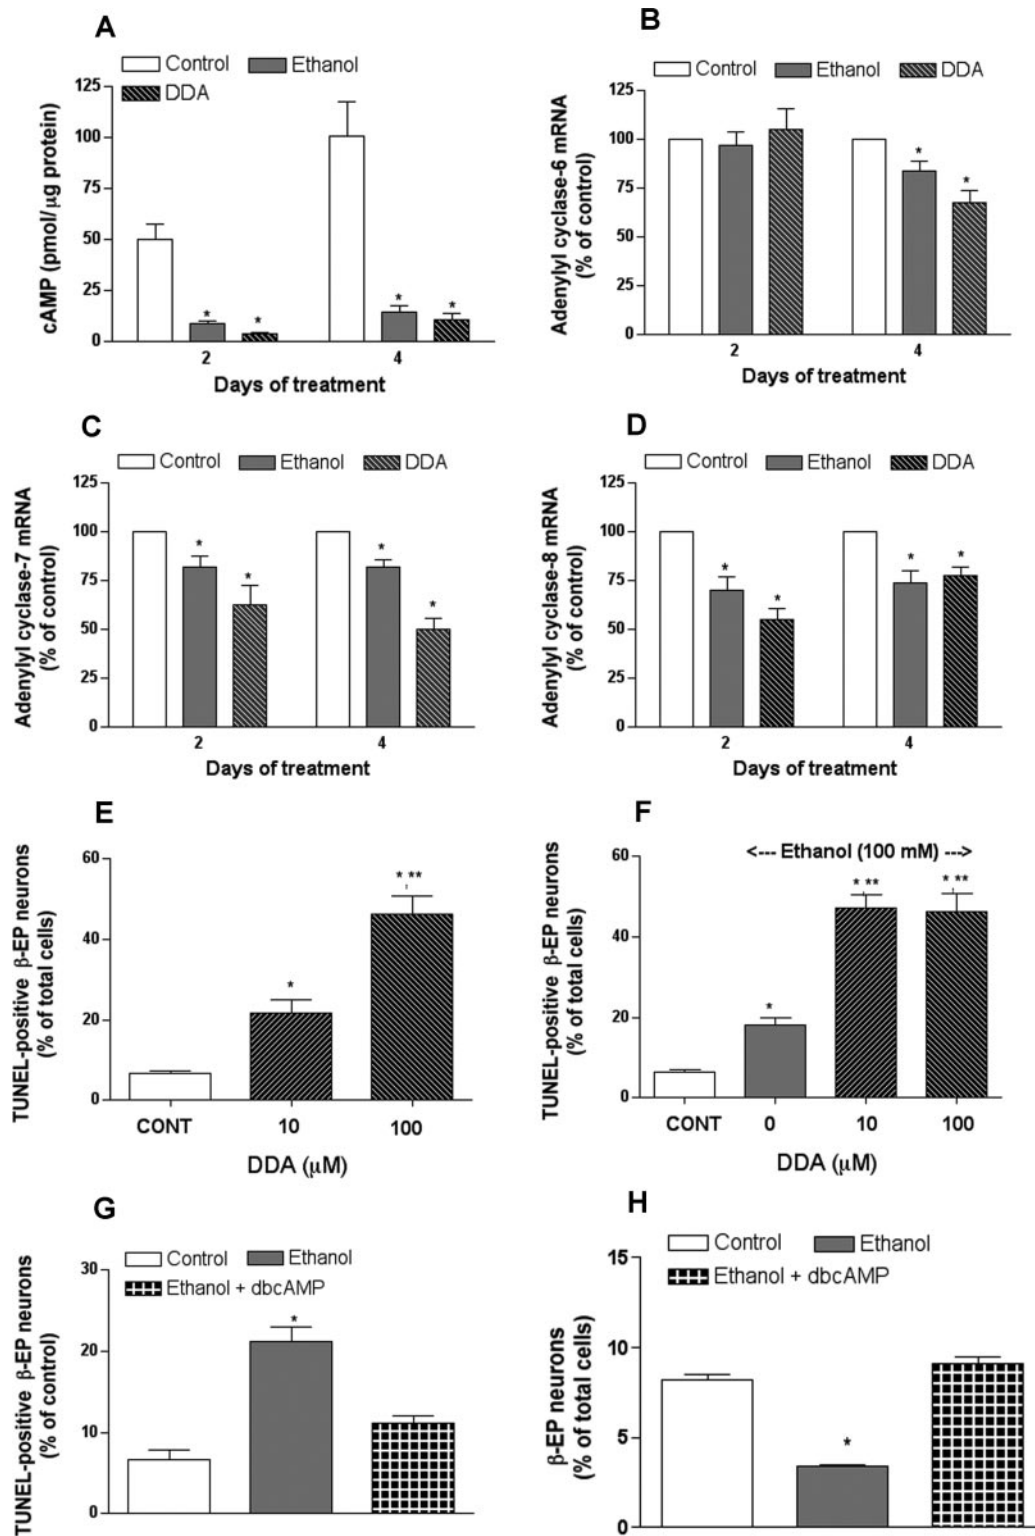 A
Control Ethanol
DDA
cAMP (pmol/µg protein)
125
100
75
50
25
0
* * * *
2 4
Days of treatment
B
Control Ethanol DDA
Adenylyl cyclase-6 mRNA
(% of control)
125
100
75
50
25
0
* *
2 4
Days of treatment
C
Control Ethanol DDA
Adenylyl cyclase-7 mRNA
(% of control)
125
100
75
50
25
0
* * * *
2 4
Days of treatment
D
Control Ethanol DDA
Adenylyl cyclase-8 mRNA
(% of control)
125
100
75
50
25
0
* * * *
2 4
Days of treatment
E
TUNEL-positive β-EP neurons
(% of total cells)
60
40
20
0
* * **
CONT 10 100
DDA (µM)
F
<--- Ethanol (100 mM) --->
TUNEL-positive β-EP neurons
(% of total cells)
60
40
20
0
* * ** * **
CONT 0 10 100
DDA (µM)
G
Control Ethanol
Ethanol + dbcAMP
TUNEL-positive β-EP neurons
(% of control)
30
20
10
0
*
H
Control Ethanol
Ethanol + dbcAMP
β-EP neurons
(% of total cells)
15
10
5
0
*